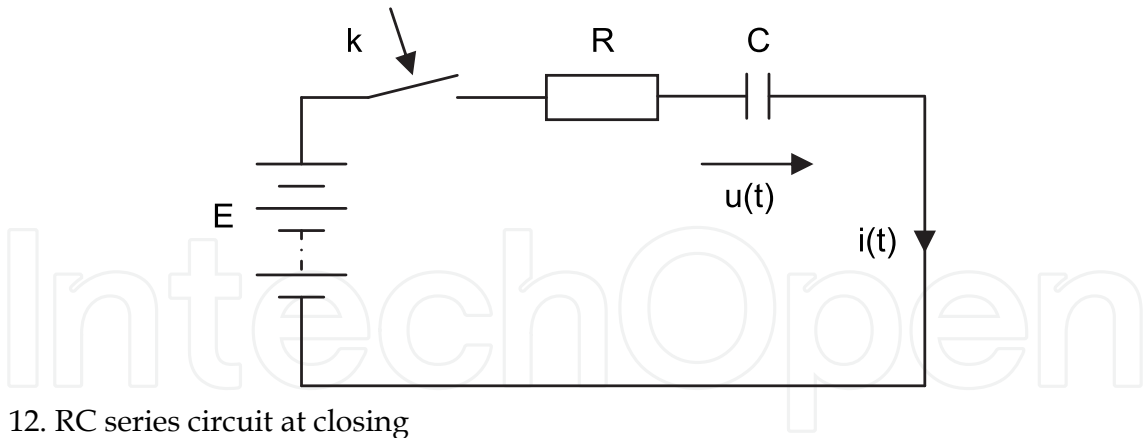 k
R
C
E
u(t)
i(t)
IntechOpen
12. RC series circuit at closing